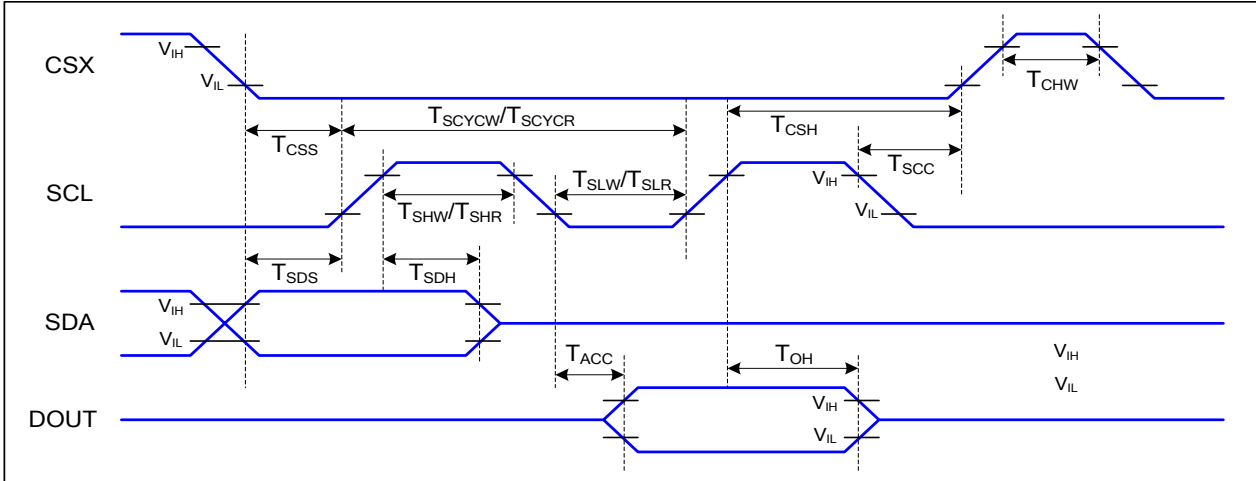 CSX
VIH
VIL
TCHW
TSCYCW/TSCYCR
TCSS
TCSH
TSCC
SCL
TSHW/TSHR
TSLW/TSLR
VIH
VIL
TSDS
TSDH
SDA
VIH
VIL
TACC
TOH
VIH
VIL
DOUT
VIH
VIL